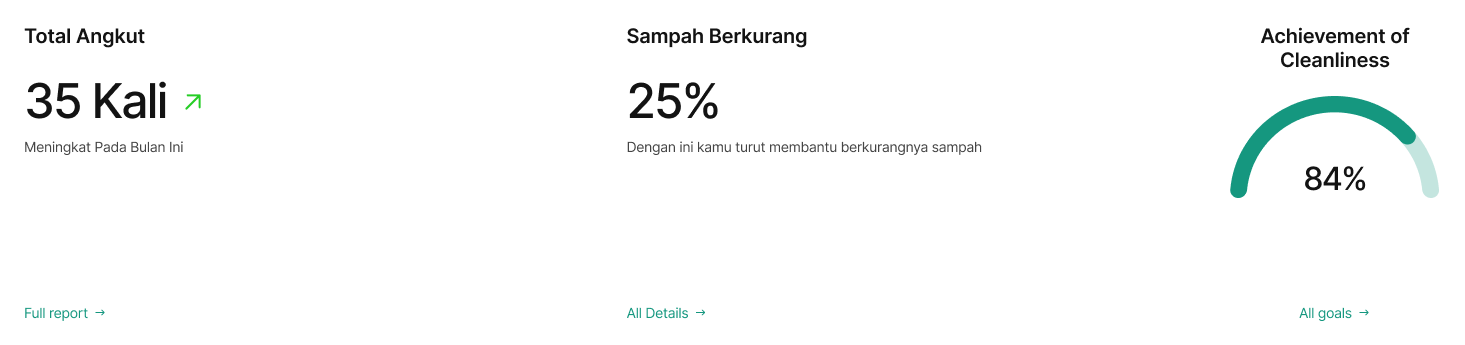 Total Angkut
35 Kali
Meningkat Pada Bulan Ini
Full report →
Sampah Berkurang
25%
Dengan ini kamu turut membantu berkurangnya sampah
All Details →
Achievement of
Cleanliness
84%
All goals →